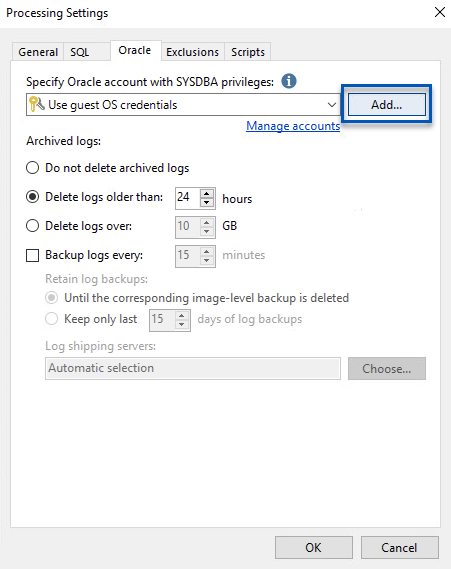 Processing Settings
General SQL Oracle Exclusions Scripts
Specify Oracle account with SYSDBA privileges:
Use guest OS credentials Add...
Manage accounts
Archived logs:
Do not delete archived logs
Delete logs older than: 24 hours
Delete logs over: 10 GB
Backup logs every: 15 minutes
Retain log backups:
Until the corresponding image-level backup is deleted
Keep only last 15 days of log backups
Log shipping servers:
Automatic selection Choose...
OK Cancel